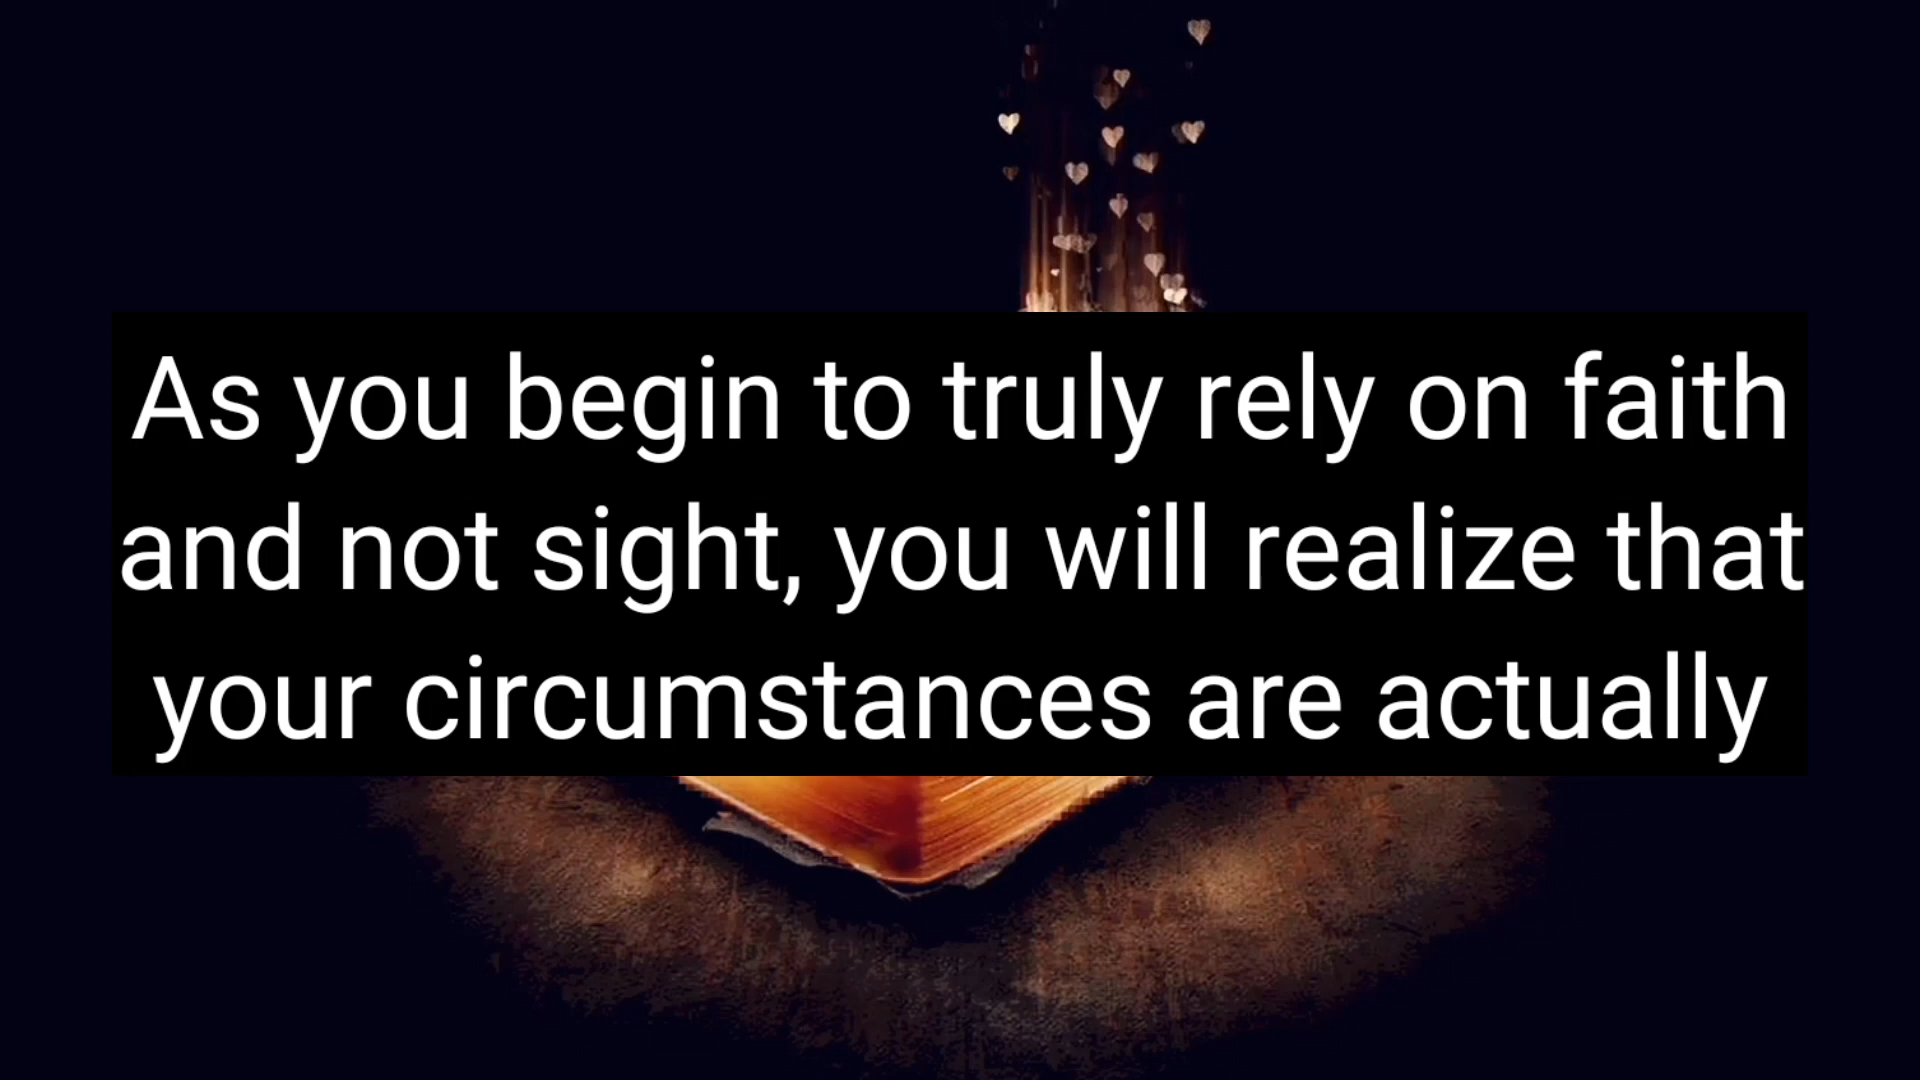 As you begin to truly rely on faith
and not sight, you will realize that
your circumstances are actually